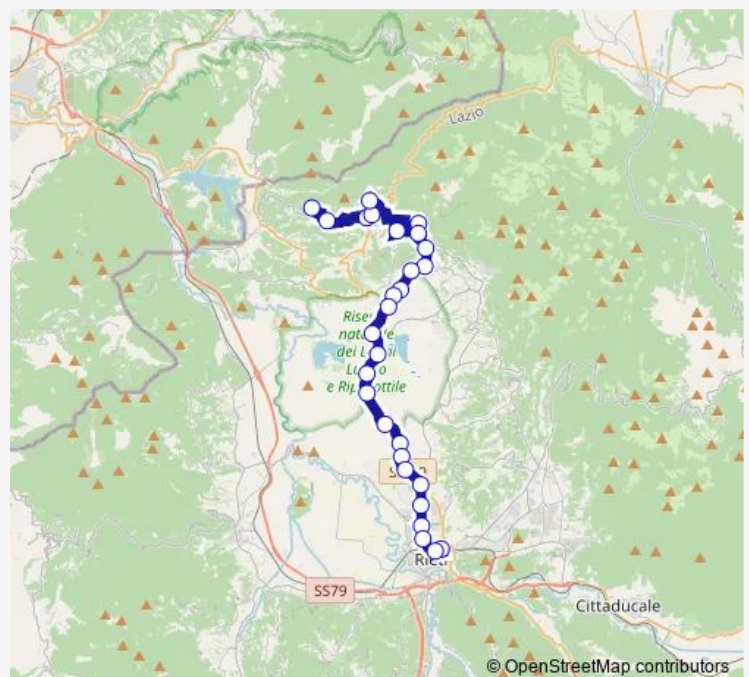 Lazio
Riserva
naturale
dei Laghi
Lungo
e Ripasottile
Rieti
SS79
Cittaducale
© OpenStreetMap contributors